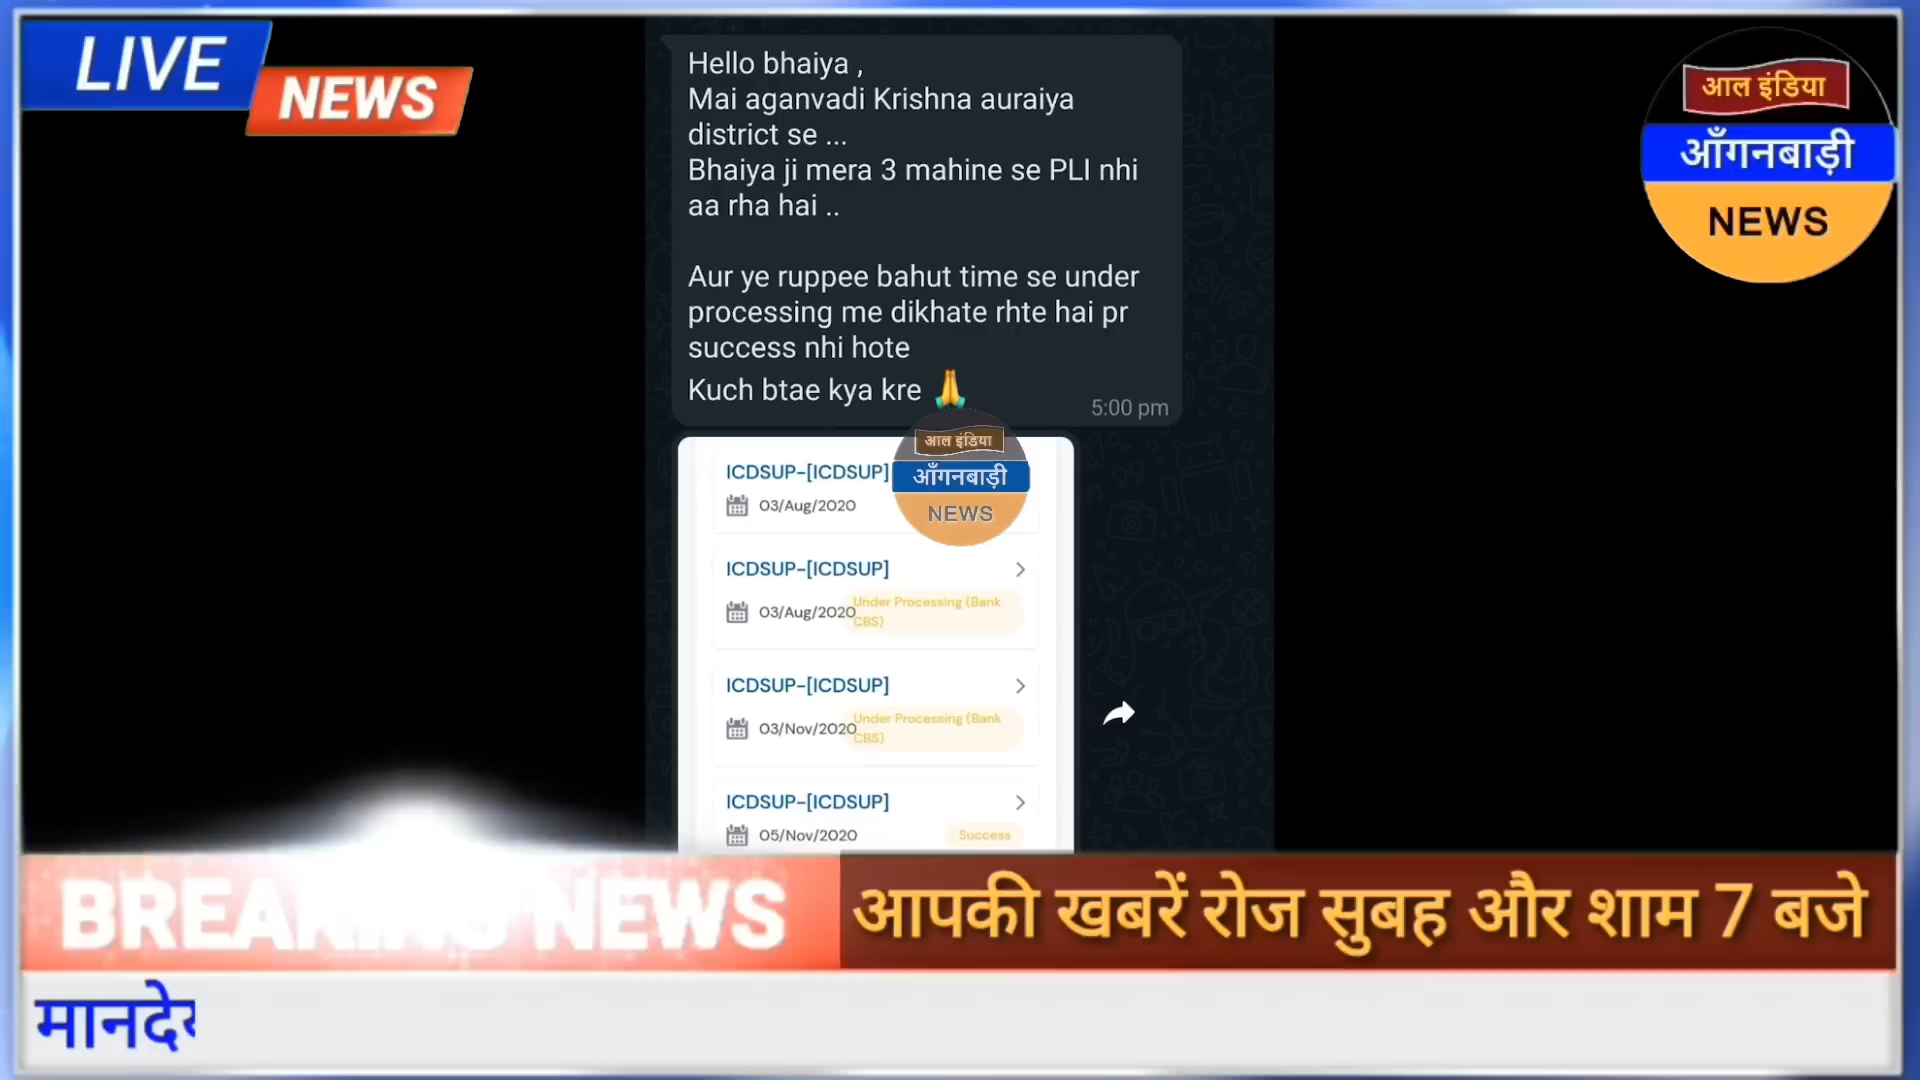 LIVE
NEWS
आल इंडिया
आँगनबाड़ी
NEWS
Hello bhaiya ,
Mai aganvadi Krishna auraiya
district se ...
Bhaiya ji mera 3 mahine se PLI nhi
aa rha hai ..
Aur ye ruppee bahut time se under
processing me dikhate rhte hai pr
success nhi hote
Kuch btae kya kre 🙏
5:00 pm
आल इंडिया
आँगनबाड़ी
NEWS
ICDSUP-[ICDSUP]
03/Aug/2020
ICDSUP-[ICDSUP]
03/Aug/2020
Under Processing (Bank
CBS)
ICDSUP-[ICDSUP]
03/Nov/2020
Under Processing (Bank
CBS)
ICDSUP-[ICDSUP]
05/Nov/2020
Success
BREAKING NEWS
आपकी खबरें रोज सुबह और शाम 7 बजे